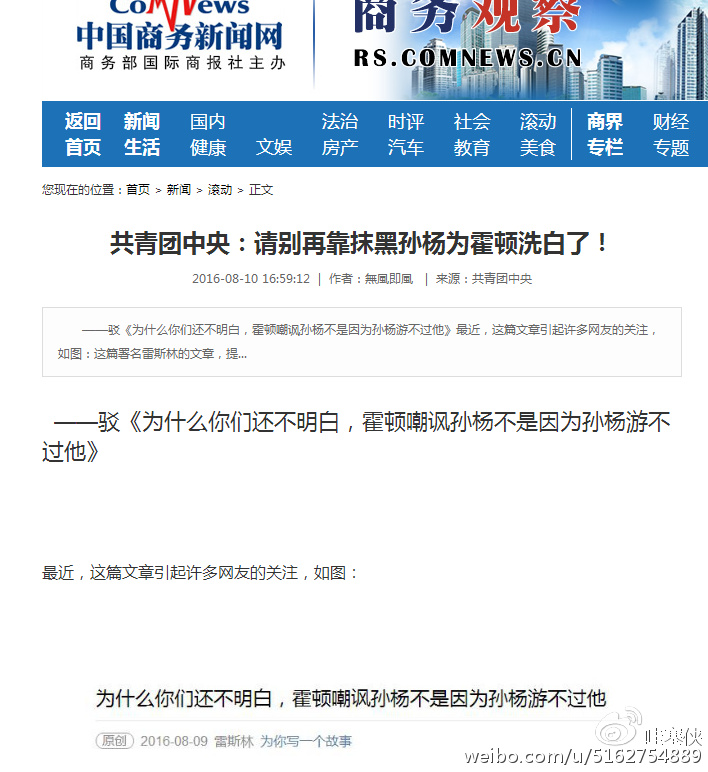 ComNews
中国商务新闻网
商务部国际商报社主办
商务观察
RS.COMNEWS.CN
返回 新闻 国内 法治 时评 社会 滚动 商界 财经
首页 生活 健康 文娱 房产 汽车 教育 美食 专栏 专题
您现在的位置：首页 > 新闻 > 滚动 > 正文
共青团中央：请别再靠抹黑孙杨为霍顿洗白了！
2016-08-10 16:59:12 | 作者：無風即風 | 来源：共青团中央
——驳《为什么你们还不明白，霍顿嘲讽孙杨不是因为孙杨游不过他》最近，这篇文章引起许多网友的关注，
如图：这篇署名雷斯林的文章，提...
——驳《为什么你们还不明白，霍顿嘲讽孙杨不是因为孙杨游不
过他》
最近，这篇文章引起许多网友的关注，如图：
为什么你们还不明白，霍顿嘲讽孙杨不是因为孙杨游不过他
原创 2016-08-09 雷斯林 为你写一个故事
weibo.com/u/5162754889